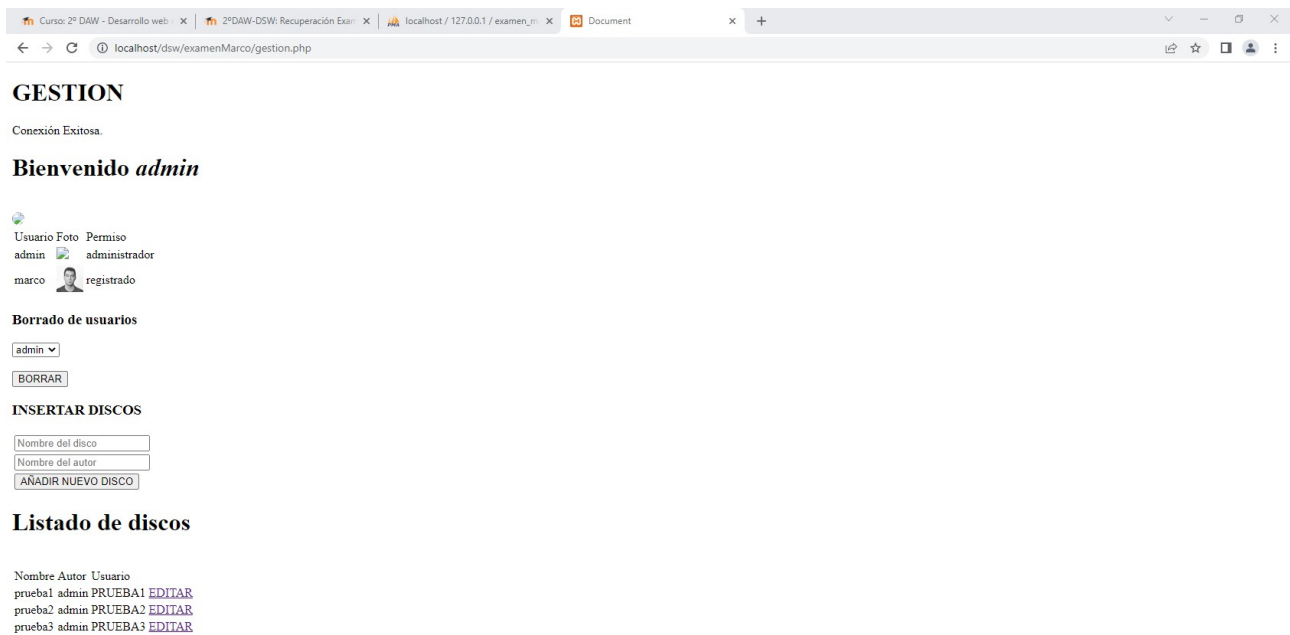 Curso: 2º DAW - Desarrollo web
2ºDAW-DSW: Recuperación Exam
localhost / 127.0.0.1 / examen_m
Document
localhost/dsw/examenMarco/gestion.php
GESTION
Conexión Exitosa.
Bienvenido admin
Usuario Foto Permiso
admin administrador
marco registrado
Borrado de usuarios
admin
BORRAR
INSERTAR DISCOS
Nombre del disco
Nombre del autor
AÑADIR NUEVO DISCO
Listado de discos
Nombre Autor Usuario
prueba1 admin PRUEBA1 EDITAR
prueba2 admin PRUEBA2 EDITAR
prueba3 admin PRUEBA3 EDITAR